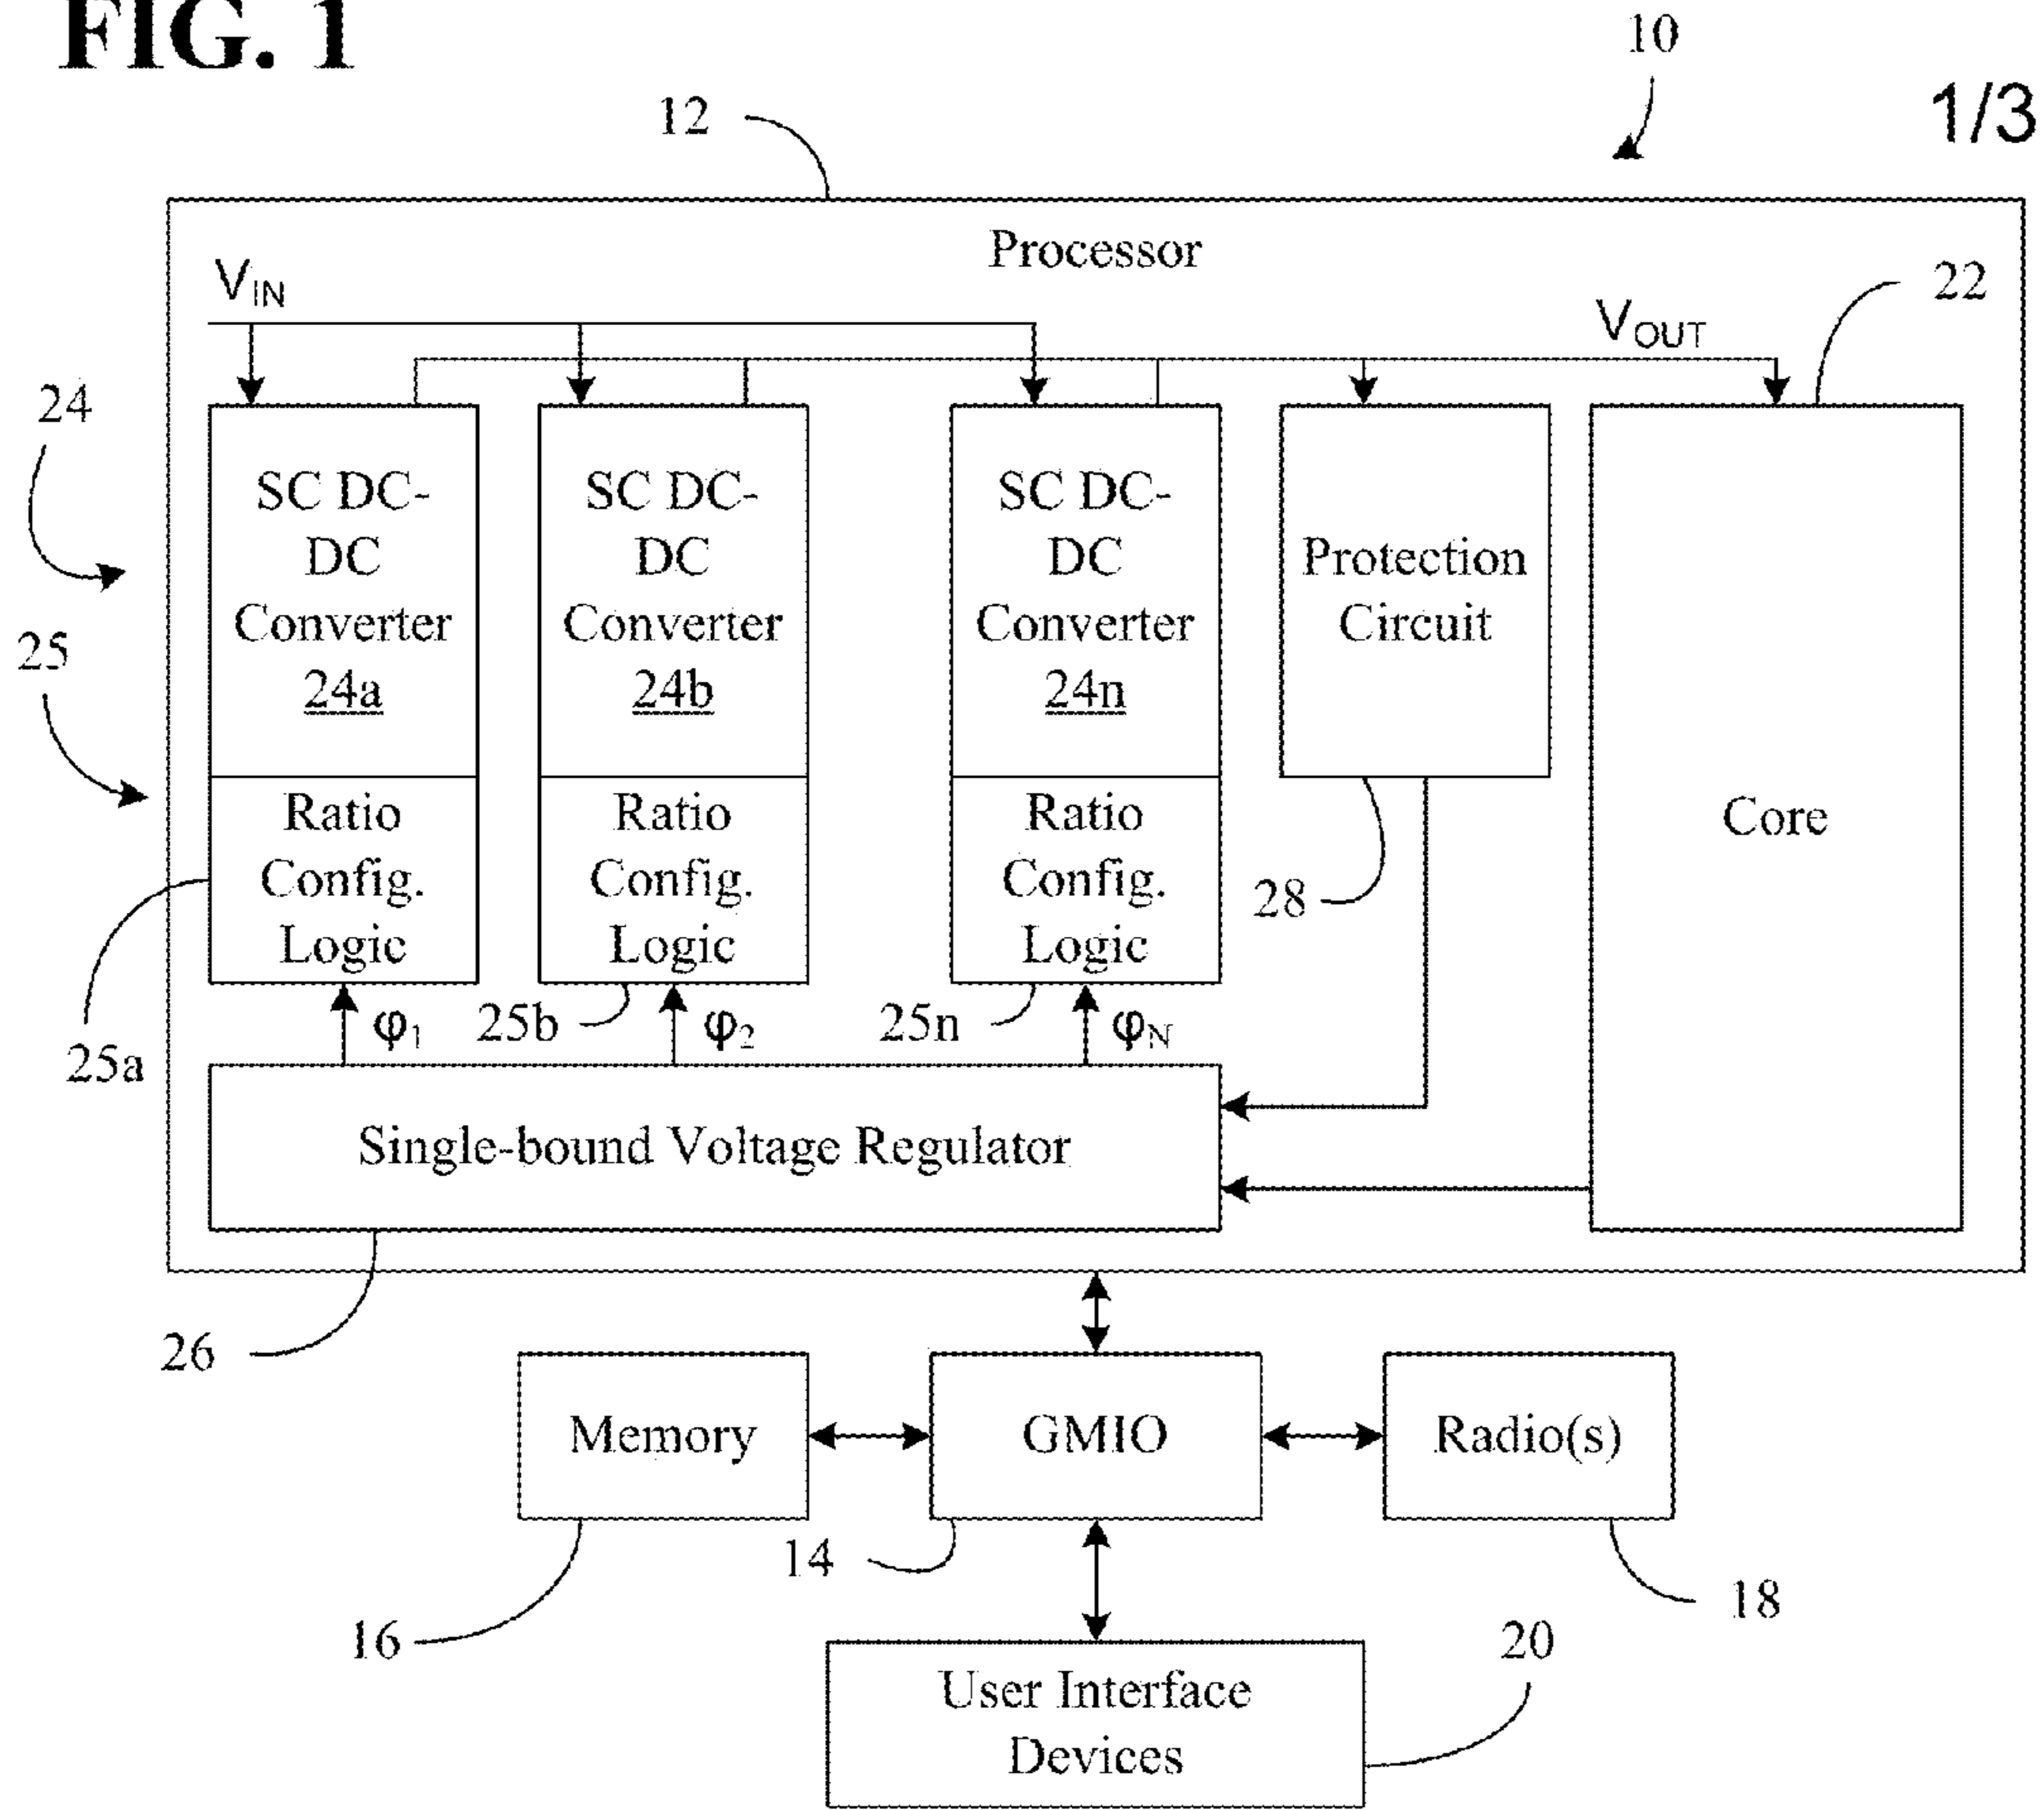 FIG. 1
10
1/3
12
Processor
V_IN
22
V_OUT
24
SC DC-
DC
Converter
24a
SC DC-
DC
Converter
24b
SC DC-
DC
Converter
24n
Protection
Circuit
25
Ratio
Config.
Logic
Ratio
Config.
Logic
Ratio
Config.
Logic
Core
28
φ1
25b
φ2
25n
φN
25a
Single-bound Voltage Regulator
26
Memory
GMIO
Radio(s)
14
18
16
20
User Interface
Devices